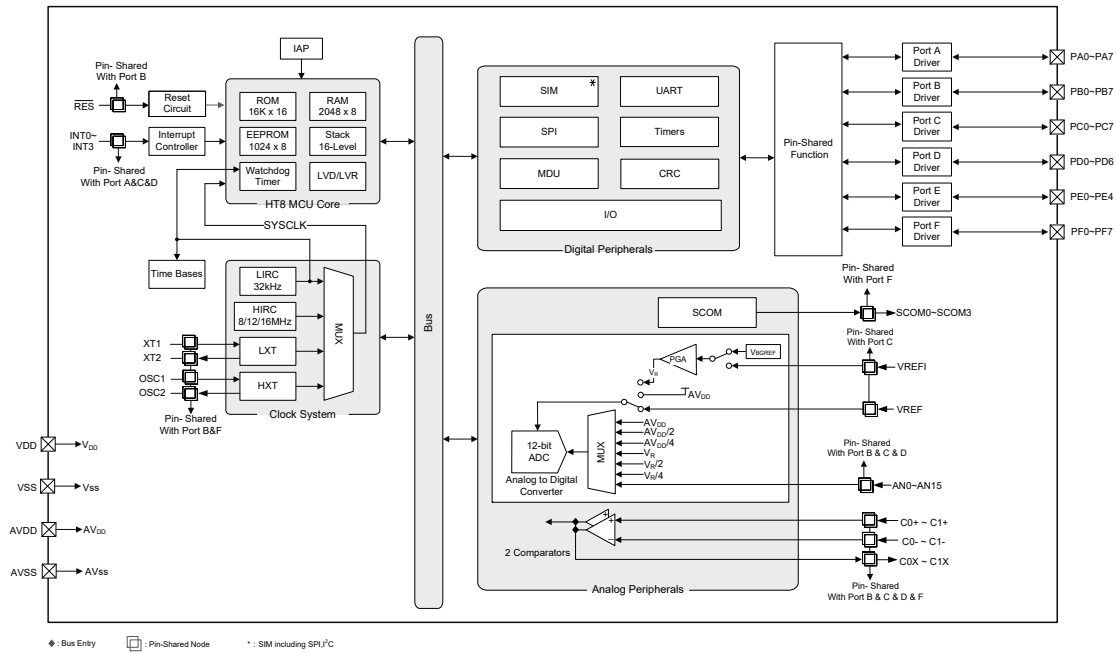 IAP
Pin- Shared
With Port B
RES
Reset
Circuit
INT0~
INT3
Interrupt
Controller
Pin- Shared
With Port A&C&D
ROM
16K x 16
RAM
2048 x 8
EEPROM
1024 x 8
Stack
16-Level
Watchdog
Timer
LVD/LVR
HT8 MCU Core
SYSCLK
Time Bases
LIRC
32kHz
HIRC
8/12/16MHz
LXT
HXT
MUX
Clock System
XT1
XT2
OSC1
OSC2
Pin- Shared
With Port B&F
VDD
VDD
VSS
Vss
AVDD
AVDD
AVSS
AVss
Bus
SIM
*
UART
SPI
Timers
MDU
CRC
I/O
Digital Peripherals
Pin-Shared
Function
Port A
Driver
PA0~PA7
Port B
Driver
PB0~PB7
Port C
Driver
PC0~PC7
Port D
Driver
PD0~PD6
Port E
Driver
PE0~PE4
Port F
Driver
PF0~PF7
Pin- Shared
With Port F
SCOM
SCOM0~SCOM3
Pin- Shared
With Port C
VBGREF
PGA
VR
AVDD
VREFI
VREF
12-bit
ADC
MUX
AVDD
AVDD/2
AVDD/4
VR
VR/2
VR/4
Analog to Digital
Converter
Pin- Shared
With Port B & C & D
AN0~AN15
2 Comparators
+
+
−
C0+ ~ C1+
C0- ~ C1-
C0X ~ C1X
Analog Peripherals
Pin- Shared
With Port B & C & D & F
: Bus Entry
: Pin-Shared Node
* : SIM including SPI,I²C